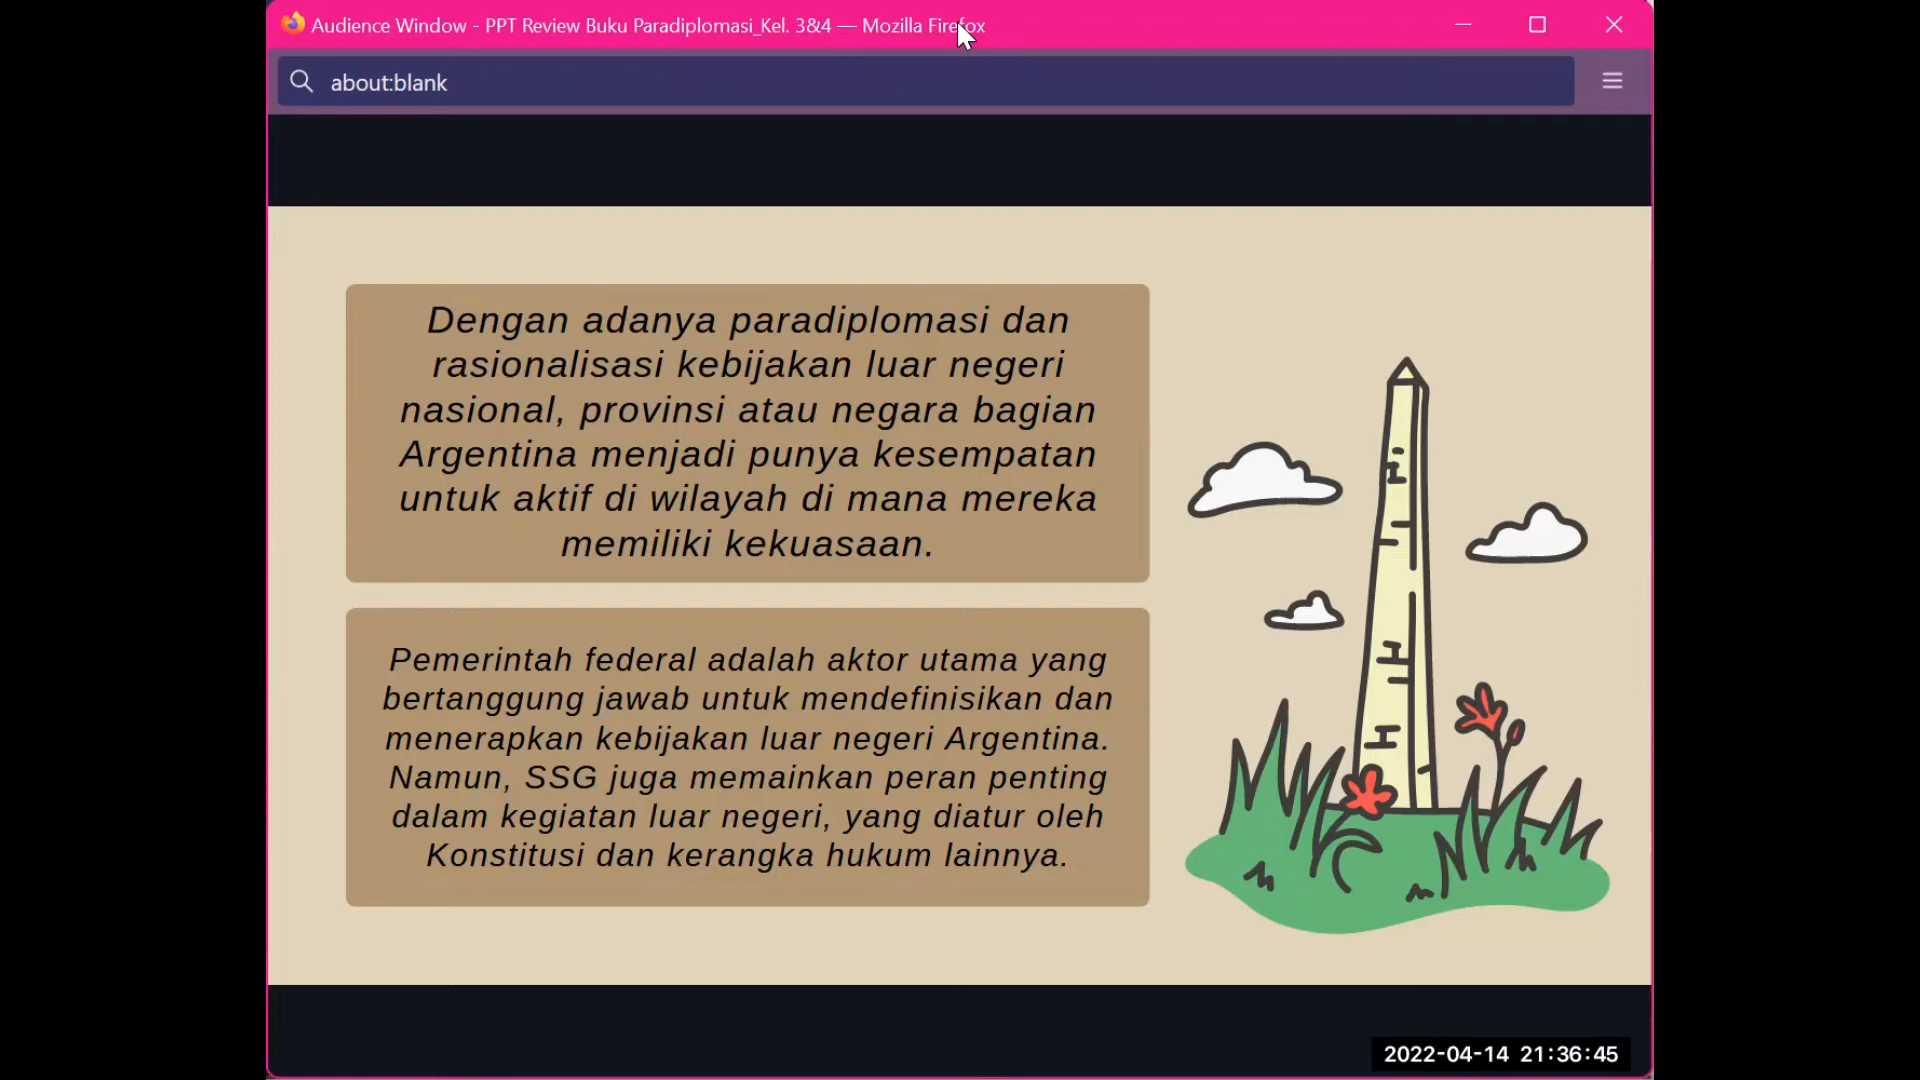 Audience Window - PPT Review Buku Paradiplomasi_Kel. 3&4 — Mozilla Firefox
about:blank
Dengan adanya paradiplomasi dan
rasionalisasi kebijakan luar negeri
nasional, provinsi atau negara bagian
Argentina menjadi punya kesempatan
untuk aktif di wilayah di mana mereka
memiliki kekuasaan.
Pemerintah federal adalah aktor utama yang
bertanggung jawab untuk mendefinisikan dan
menerapkan kebijakan luar negeri Argentina.
Namun, SSG juga memainkan peran penting
dalam kegiatan luar negeri, yang diatur oleh
Konstitusi dan kerangka hukum lainnya.
2022-04-14 21:36:45